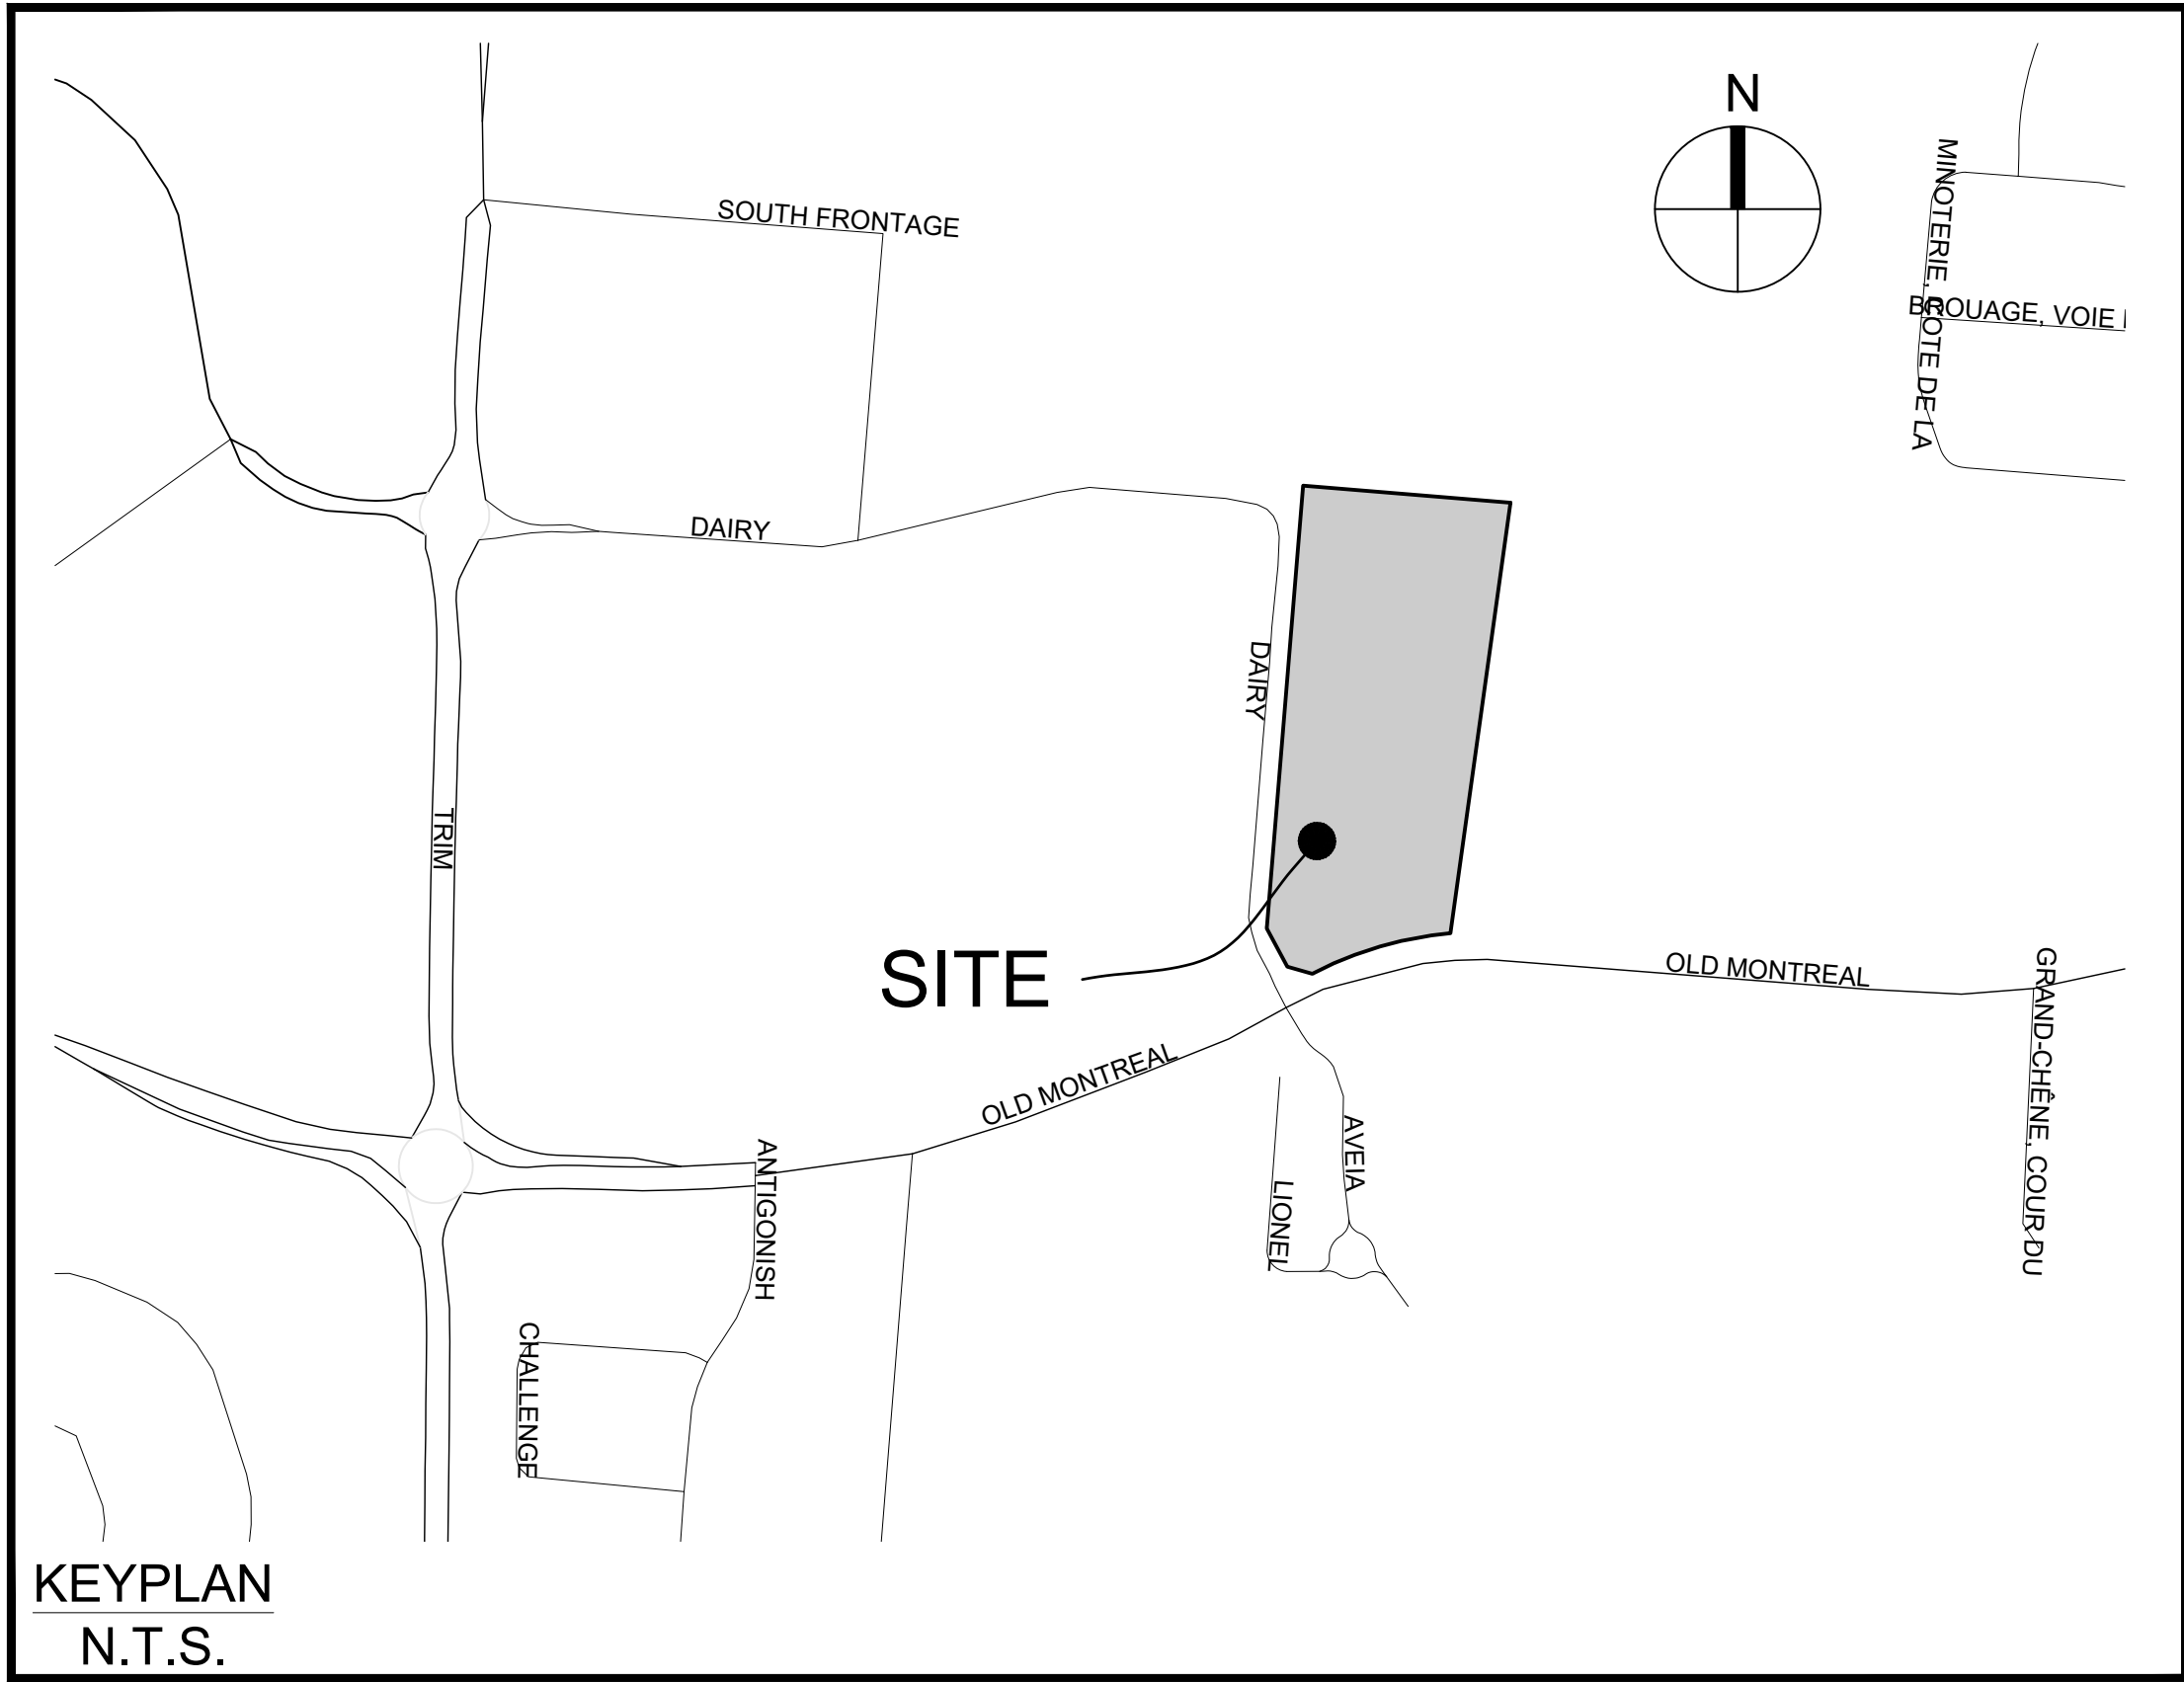 N
MINOTERIE, COTE DE LA
SOUTH FRONTAGE
BROUAGE, VOIE
DAIRY
DAIRY
TRIM
SITE
OLD MONTREAL
GRAND-CHÊNE, COUR DU
OLD MONTREAL
AVEIA
ANTIGONISH
LIONEL
CHALLENGE
KEYPLAN
N.T.S.